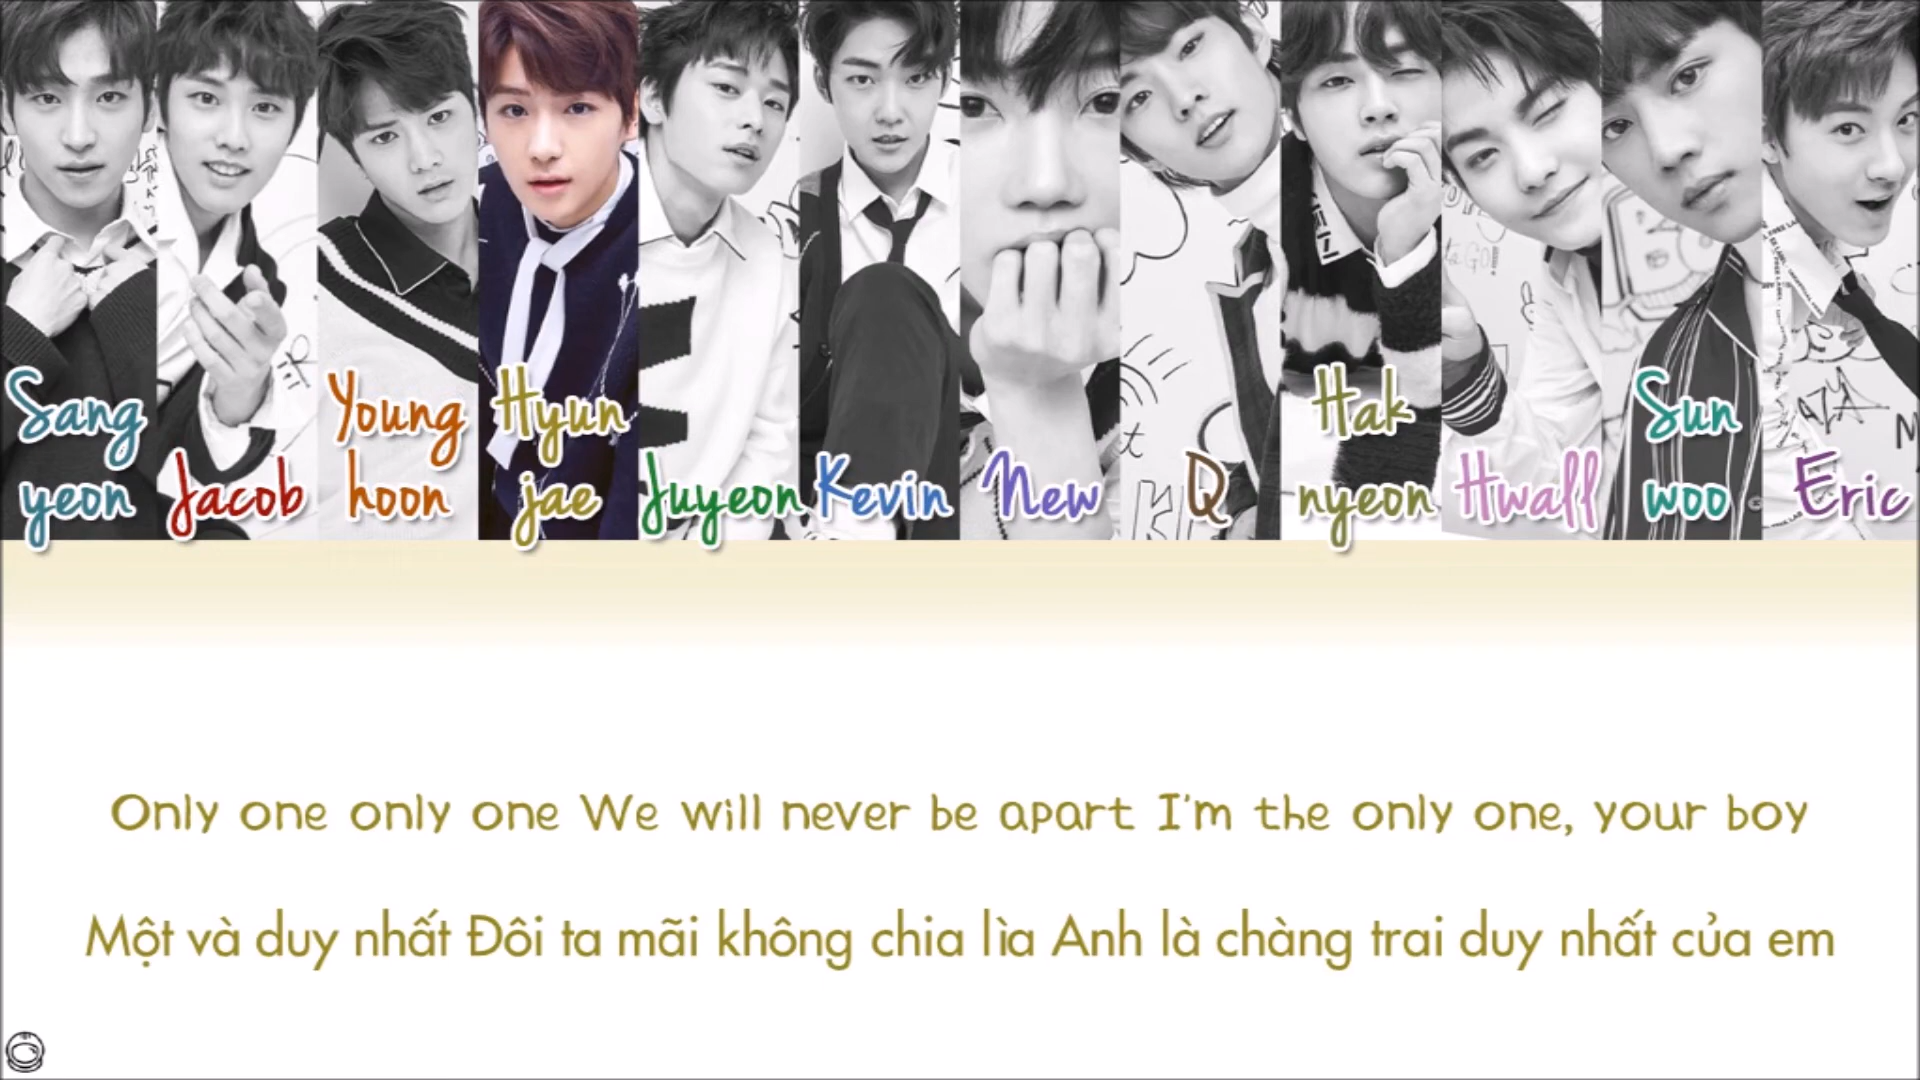 Sang
yeon
Jacob
Young
hoon
Hyun
jae
Juyeon
Kevin
New
Q
Hak
nyeon
Hwall
Sun
woo
Eric
Only one only one We will never be apart I'm the only one, your boy
Một và duy nhất Đôi ta mãi không chia lìa Anh là chàng trai duy nhất của em